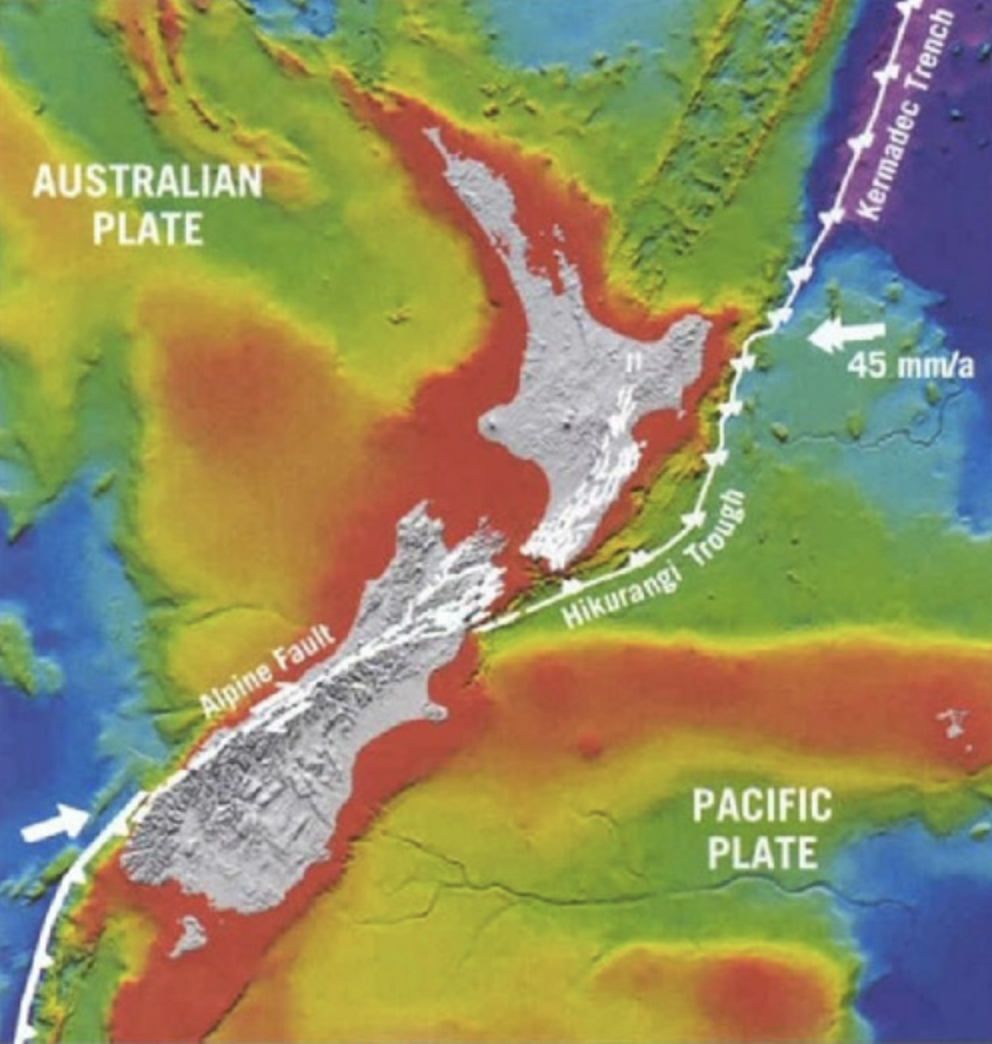 AUSTRALIAN
PLATE
Kermadec Trench
45 mm/a
Hikurangi Trough
Alpine Fault
PACIFIC
PLATE